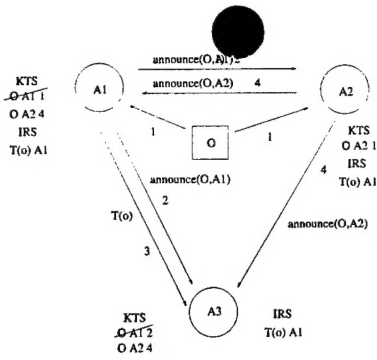 announce(O,A1)2
announce(O,A2) 4
KTS
O A1 1
O A2 4
IRS
T(o) A1
A1
A2
1
O
1
KTS
O A2 1
IRS
T(o) A1
4
announce(O,A1)
2
T(o)
3
announce(O,A2)
A3
KTS
O A1 2
O A2 4
IRS
T(o) A1